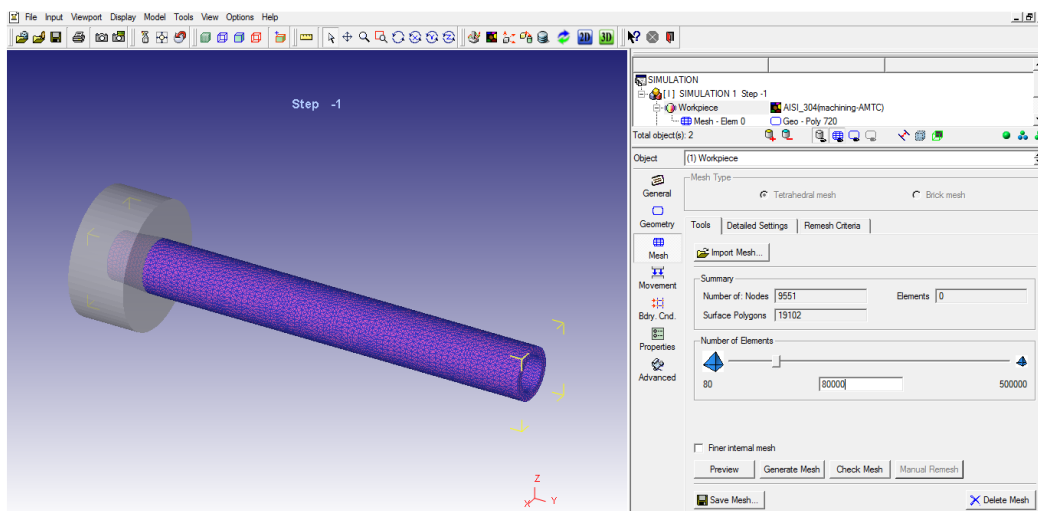 File Input Viewport Display Model Tools View Options Help
2D 3D
Step -1
SIMULATION
[1] SIMULATION 1 Step -1
Workpiece AISI_304(machining-AMTC)
Mesh - Elem 0 Geo - Poly 720
Total object(s): 2
Object (1) Workpiece
General
Geometry
Mesh
Movement
Bdry. Cnd.
Properties
Advanced
Mesh Type
Tetrahedral mesh Brick mesh
Tools Detailed Settings Remesh Criteria
Import Mesh...
Summary
Number of: Nodes 9551 Elements 0
Surface Polygons 19102
Number of Elements
80 80000 500000
Finer internal mesh
Preview Generate Mesh Check Mesh Manual Remesh
Save Mesh... Delete Mesh
Z
X Y